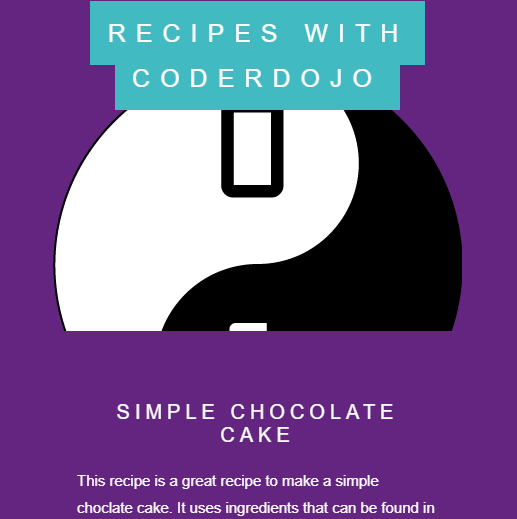 RECIPES WITH
CODERDOJO
SIMPLE CHOCOLATE
CAKE
This recipe is a great recipe to make a simple
choclate cake. It uses ingredients that can be found in